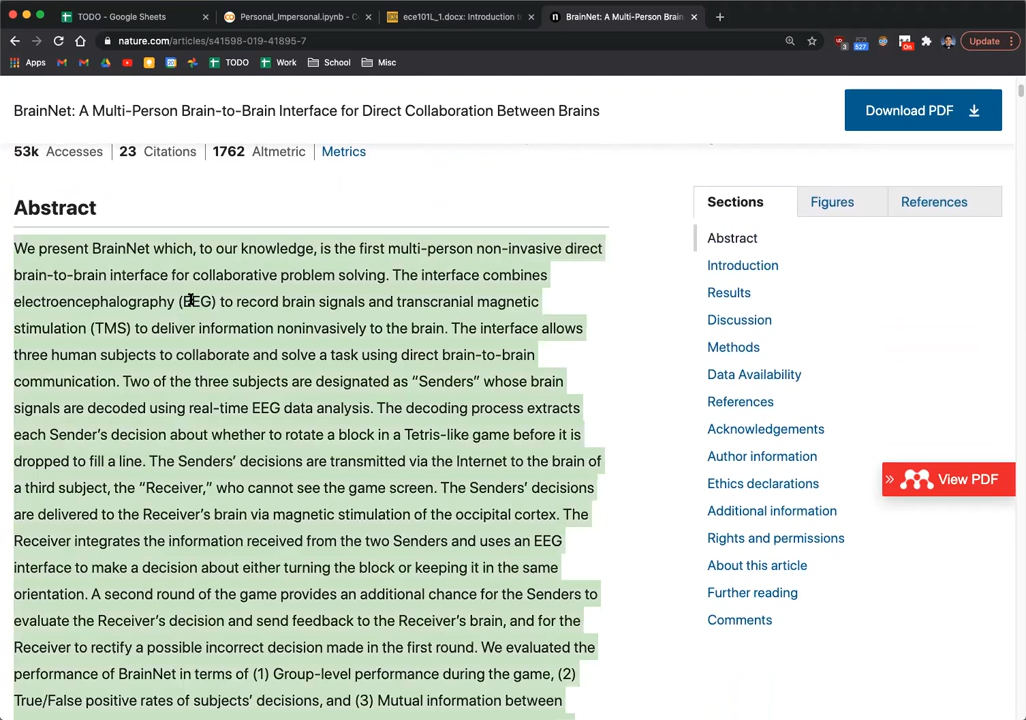 TODO - Google Sheets
Personal_Impersonal.ipynb - C
ece101L_1.docx: Introduction t
BrainNet: A Multi-Person Brain-
nature.com/articles/s41598-019-41895-7
3
527
On
Update
Apps
20
TODO
Work
School
Misc
BrainNet: A Multi-Person Brain-to-Brain Interface for Direct Collaboration Between Brains
Download PDF
53k Accesses
23 Citations
1762 Altmetric
Metrics
Abstract
We present BrainNet which, to our knowledge, is the first multi-person non-invasive direct
brain-to-brain interface for collaborative problem solving. The interface combines
electroencephalography (EEG) to record brain signals and transcranial magnetic
stimulation (TMS) to deliver information noninvasively to the brain. The interface allows
three human subjects to collaborate and solve a task using direct brain-to-brain
communication. Two of the three subjects are designated as “Senders” whose brain
signals are decoded using real-time EEG data analysis. The decoding process extracts
each Sender’s decision about whether to rotate a block in a Tetris-like game before it is
dropped to fill a line. The Senders’ decisions are transmitted via the Internet to the brain of
a third subject, the “Receiver,” who cannot see the game screen. The Senders’ decisions
are delivered to the Receiver’s brain via magnetic stimulation of the occipital cortex. The
Receiver integrates the information received from the two Senders and uses an EEG
interface to make a decision about either turning the block or keeping it in the same
orientation. A second round of the game provides an additional chance for the Senders to
evaluate the Receiver’s decision and send feedback to the Receiver’s brain, and for the
Receiver to rectify a possible incorrect decision made in the first round. We evaluated the
performance of BrainNet in terms of (1) Group-level performance during the game, (2)
True/False positive rates of subjects’ decisions, and (3) Mutual information between
Sections
Figures
References
Abstract
Introduction
Results
Discussion
Methods
Data Availability
References
Acknowledgements
Author information
Ethics declarations
Additional information
Rights and permissions
About this article
Further reading
Comments
» View PDF